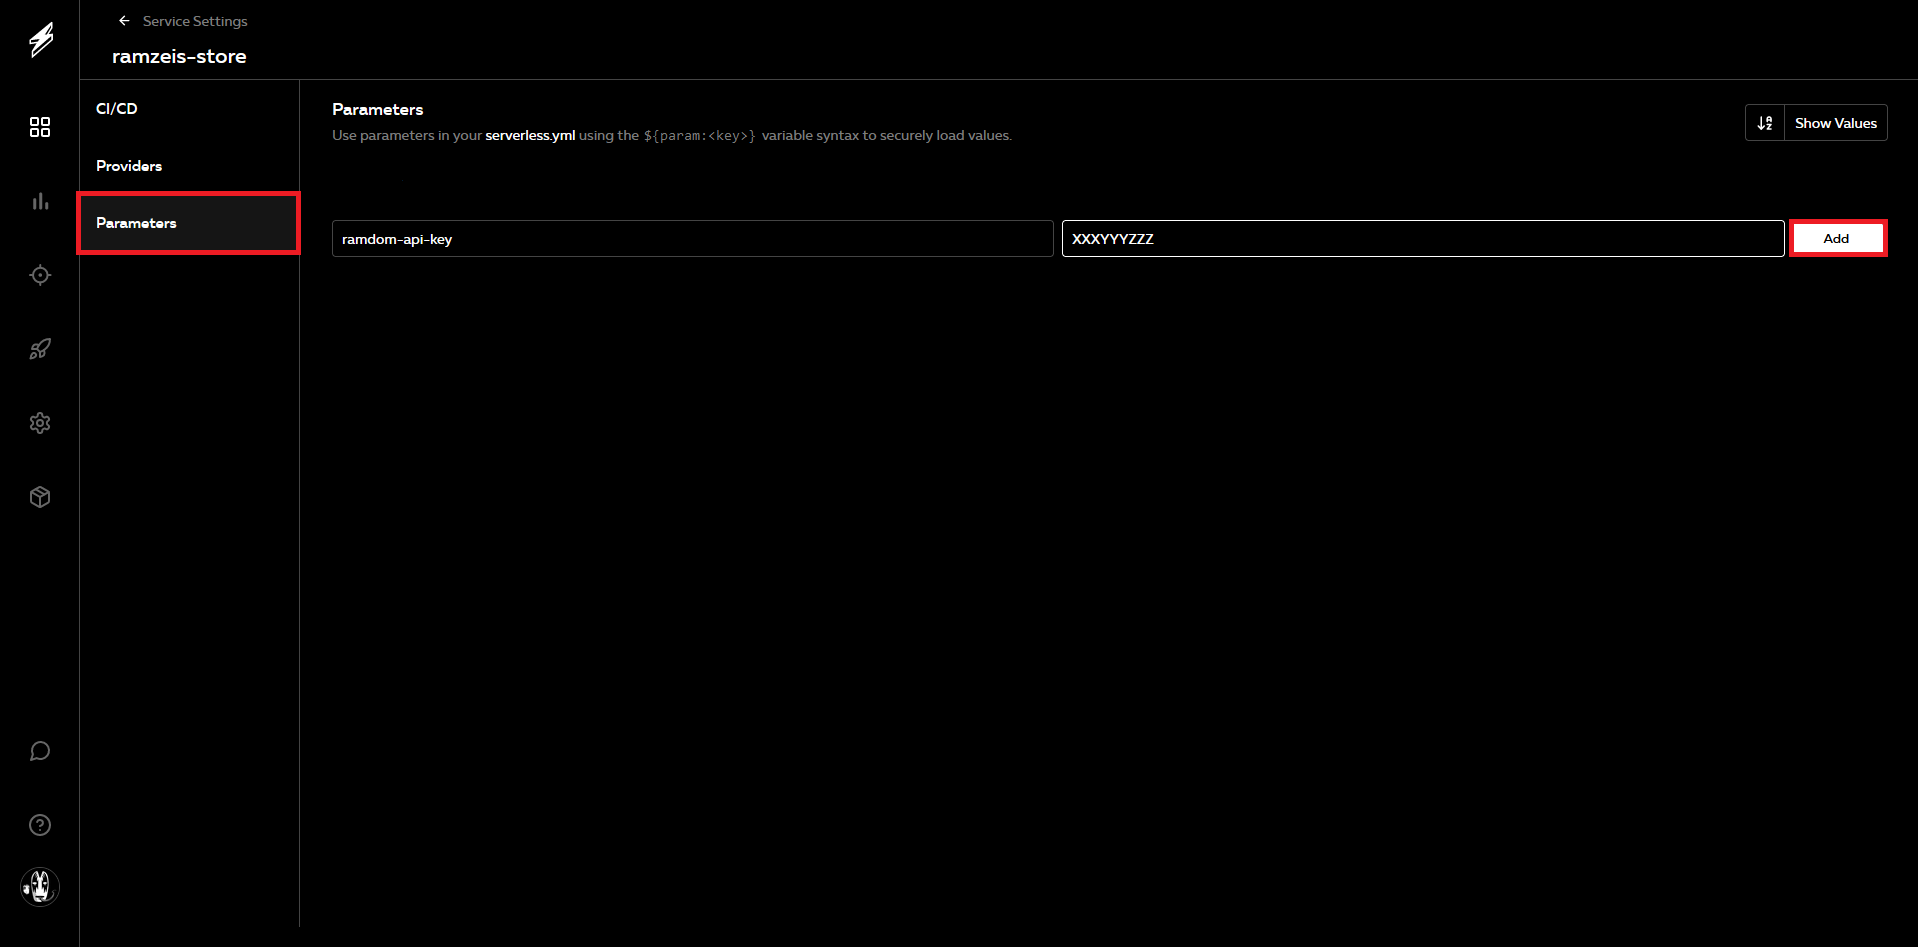 Service Settings
ramzeis-store
CI/CD
Providers
Parameters
Parameters
Use parameters in your serverless.yml using the ${param:<key>} variable syntax to securely load values.
Show Values
ramdom-api-key
XXXYYYZZZ
Add